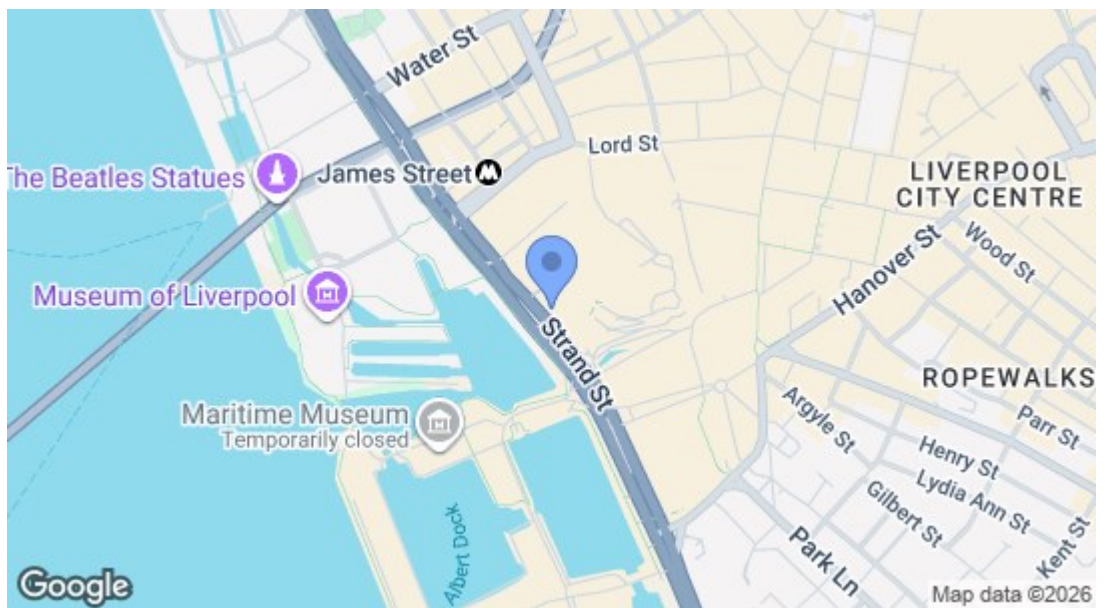 Water St
Lord St
The Beatles Statues
James Street
LIVERPOOL
CITY CENTRE
Wood St
Hanover St
Museum of Liverpool
Strand St
ROPEWALKS
Maritime Museum
Temporarily closed
Argyle St
Parr St
Henry St
Lydia Ann St
Gilbert St
Kent St
Park Ln
Albert Dock
Google
Map data ©2026